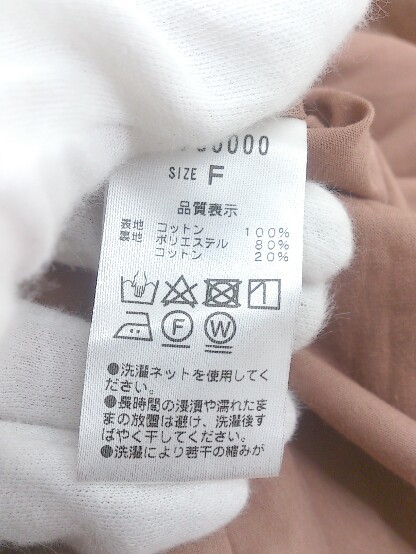 0000
SIZE F
品質表示
表地 コットン 100%
裏地 ポリエステル 80%
コットン 20%
F W
●洗濯ネットを使用してく
ださい。
●長時間の浸漬や濡れたま
まの放置は避け、洗濯後す
ばやく干してください。
●洗濯により若干の縮みが